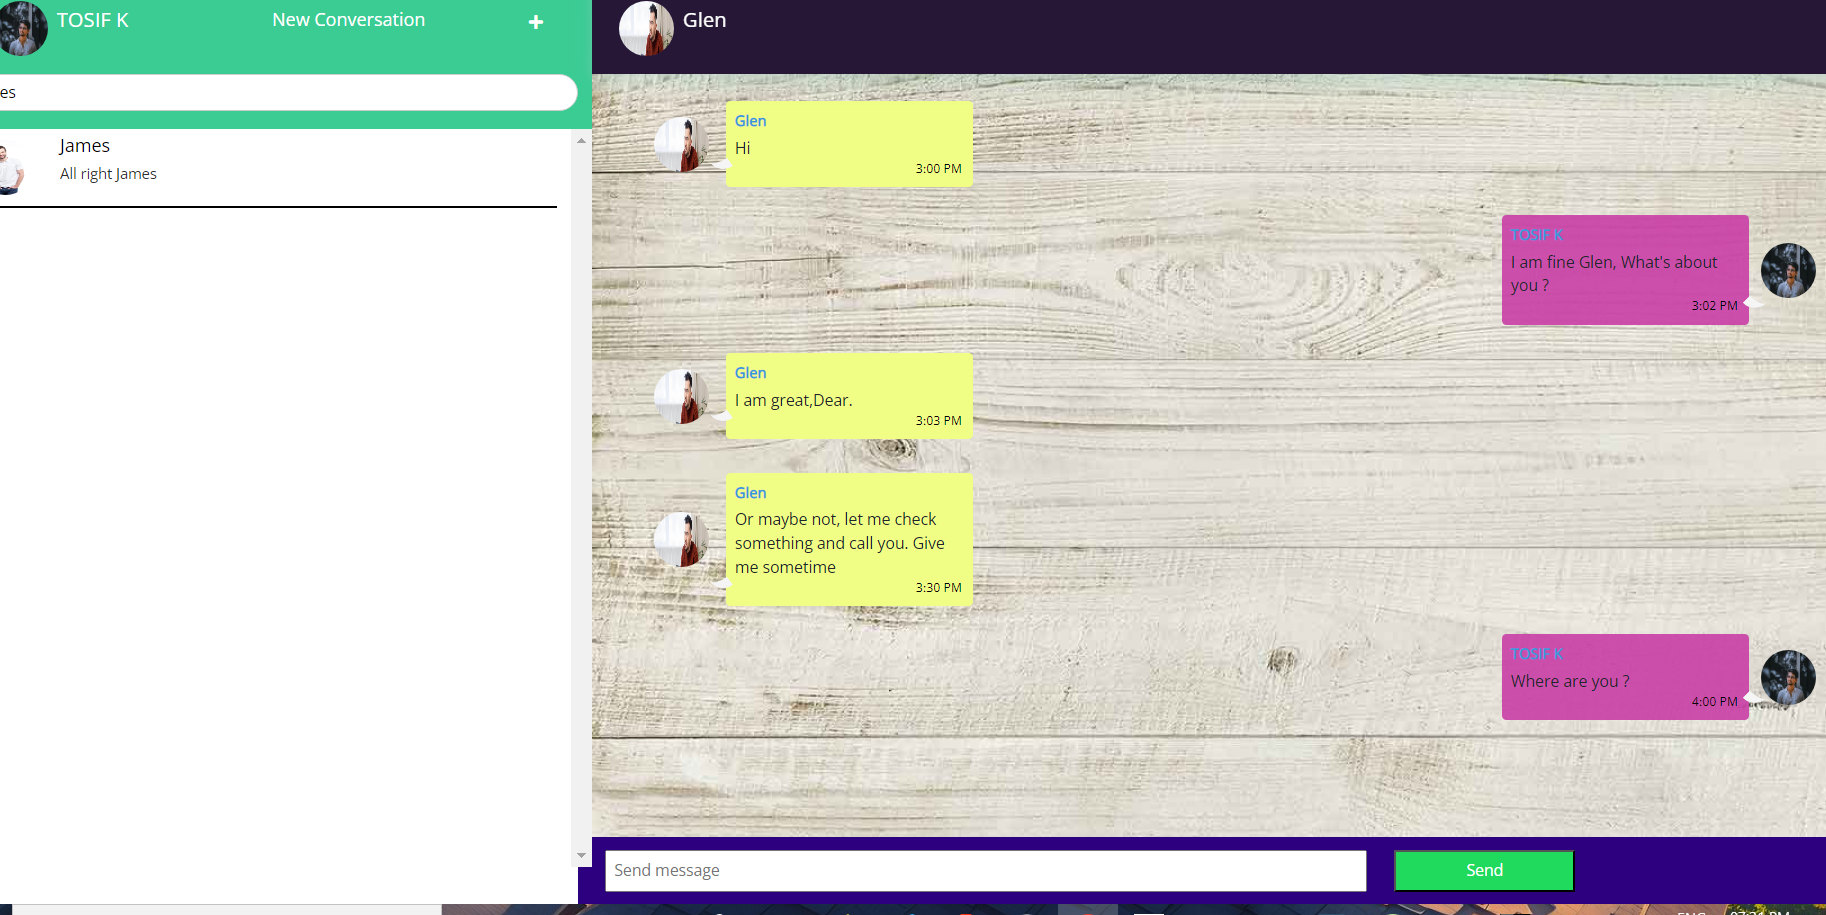 TOSIF K
New Conversation
Glen
es
James
All right James
Glen
Hi
3:00 PM
TOSIF K
I am fine Glen, What's about
you ?
3:02 PM
Glen
I am great,Dear.
3:03 PM
Glen
Or maybe not, let me check
something and call you. Give
me sometime
3:30 PM
TOSIF K
Where are you ?
4:00 PM
Send message
Send